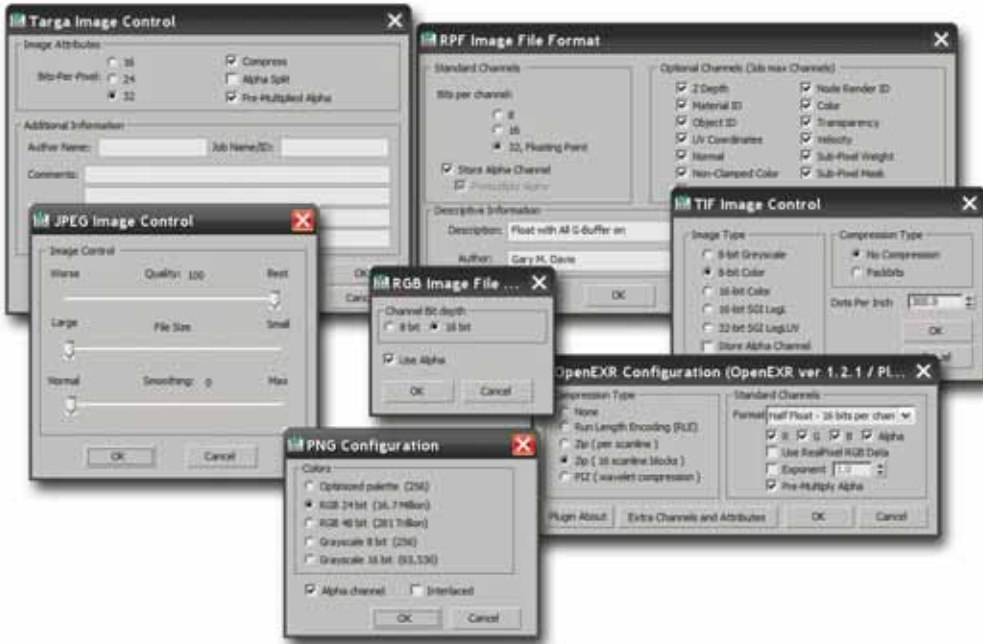 Targa Image Control
Image Attributes
Bits-Per-Pixel:
16
24
32
Compress
Alpha Split
Pre-Multiplied Alpha
Additional Information
Author Name:
Job Name/ID:
Comments:
RPF Image File Format
Standard Channels
Bits per channel:
8
16
32, Floating Point
Store Alpha Channel
Premultiply Alpha
Optional Channels (3ds max Channels)
Z Depth
Material ID
Object ID
UV Coordinates
Normal
Non-Clamped Color
Node Render ID
Color
Transparency
Velocity
Sub-Pixel Weight
Sub-Pixel Mask
Descriptive Information
Description: Float with All G-Buffer on
Author: Gary M. Davis
OK
JPEG Image Control
Image Control
Worse Quality: 100 Best
Large File Size Small
Normal Smoothing: 0 Max
OK Cancel
RGB Image File ...
Channel Bit depth
8 bit 16 bit
Use Alpha
OK Cancel
TIF Image Control
Image Type
8-bit Greyscale
8-bit Color
16-bit Color
16-bit SGI LogL
32-bit SGI LogLUV
Store Alpha Channel
Compression Type
No Compression
Packbits
Dots Per Inch 300.0
OK
OpenEXR Configuration (OpenEXR ver 1.2.1 / Pl...
Compression Type
None
Run Length Encoding (RLE)
Zip ( per scanline )
Zip ( 16 scanline blocks )
PIZ ( wavelet compression )
Standard Channels
Format Half Float - 16 bits per chan
R G B Alpha
Use RealPixel RGB Data
Exponent 1.0
Pre-Multiply Alpha
Plugin About Extra Channels and Attributes OK Cancel
PNG Configuration
Colors
Optimized palette (256)
RGB 24 bit (16.7 Million)
RGB 48 bit (281 Trillion)
Grayscale 8 bit (256)
Grayscale 16 bit (65,536)
Alpha channel Interlaced
OK Cancel